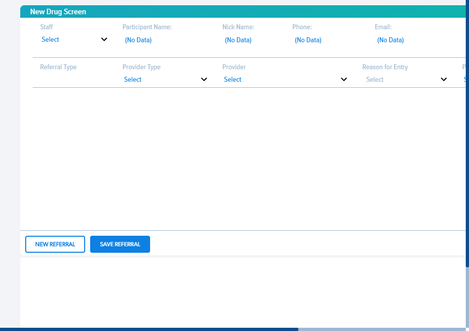 New Drug Screen
Staff Participant Name: Nick Name: Phone: Email:
Select (No Data) (No Data) (No Data) (No Data)
Referral Type Provider Type Provider Reason for Entry
Select Select Select
NEW REFERRAL SAVE REFERRAL